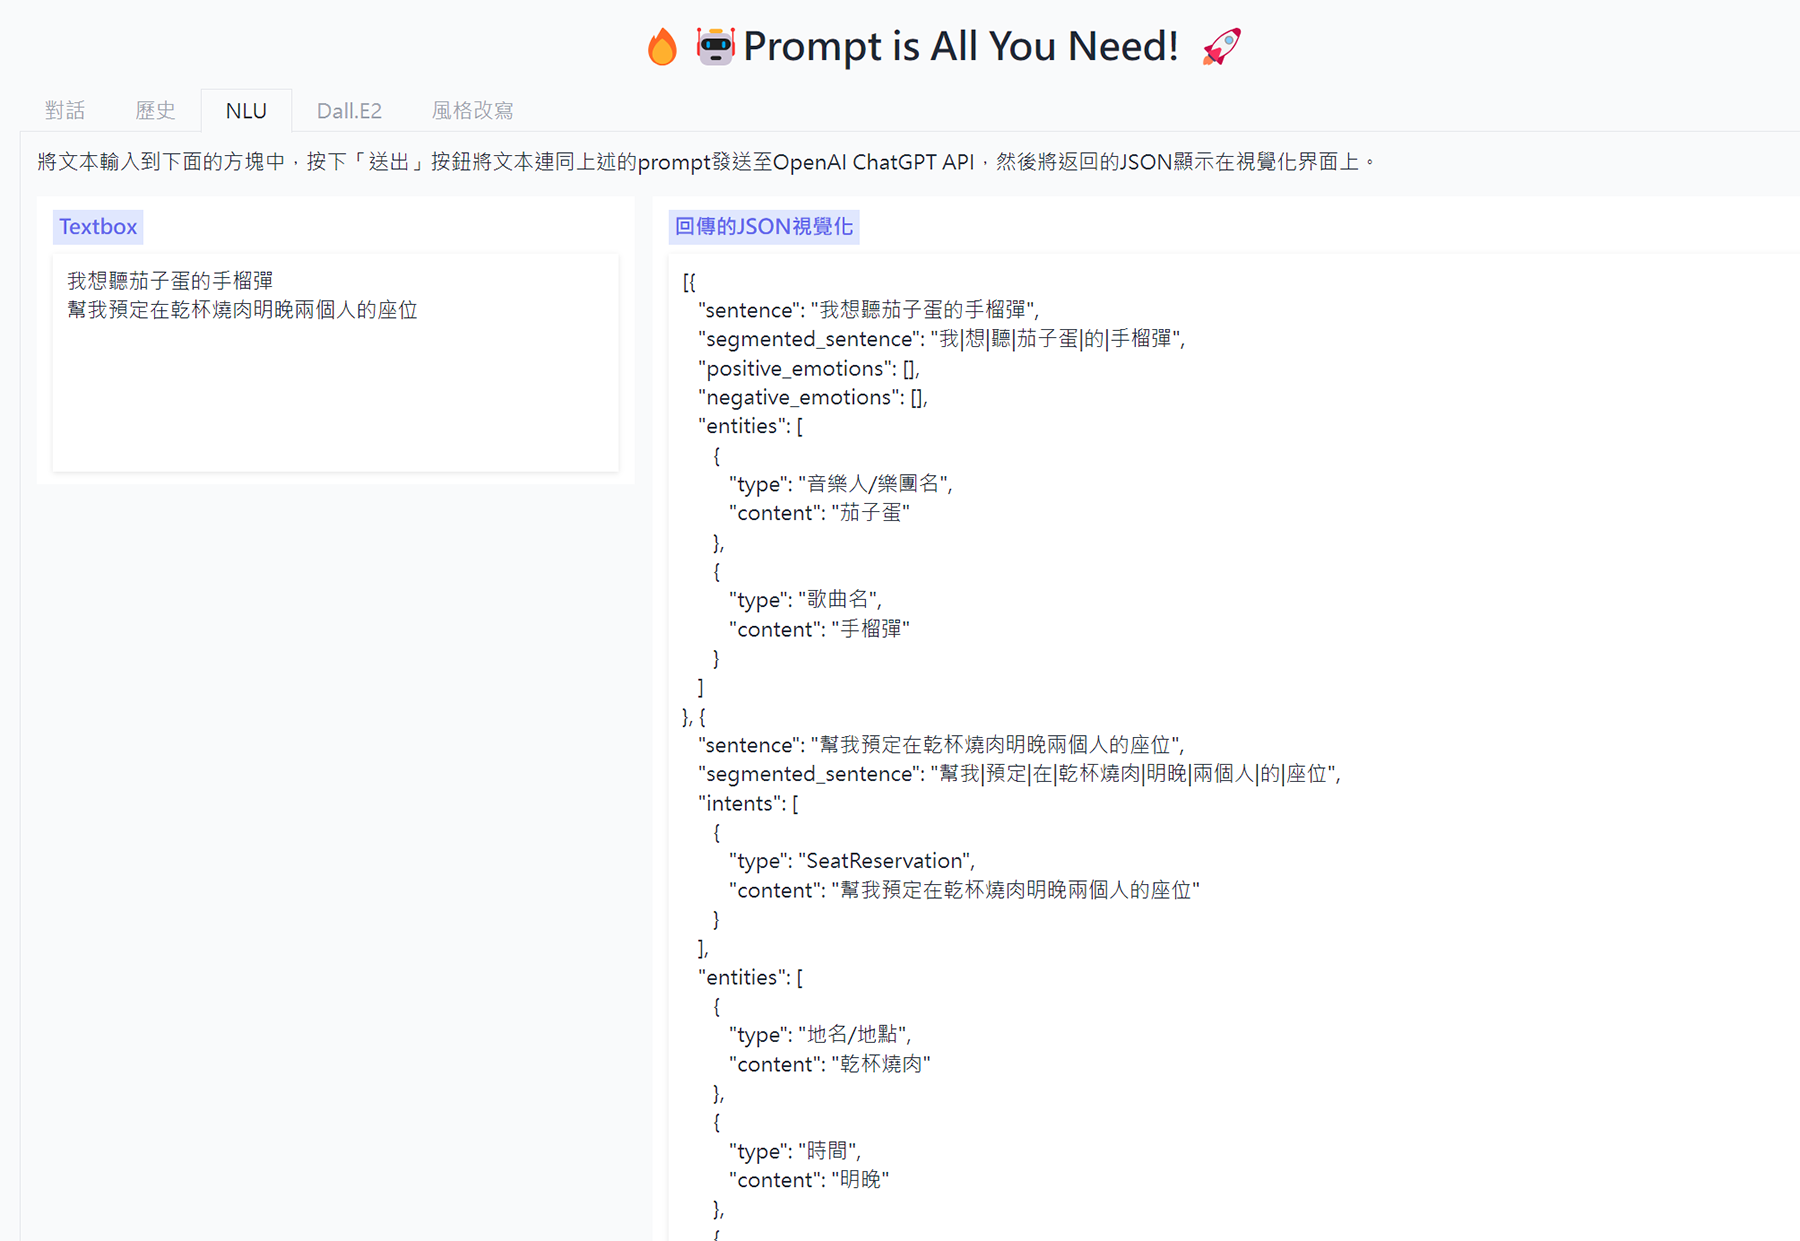 Prompt is All You Need!
對話 歷史 NLU Dall.E2 風格改寫
將文本輸入到下面的方塊中，按下「送出」按鈕將文本連同上述的prompt發送至OpenAI ChatGPT API，然後將返回的JSON顯示在視覺化界面上。
Textbox
我想聽茄子蛋的手榴彈
幫我預定在乾杯燒肉明晚兩個人的座位
回傳的JSON視覺化
[{
"sentence": "我想聽茄子蛋的手榴彈",
"segmented_sentence": "我|想|聽|茄子蛋|的|手榴彈",
"positive_emotions": [],
"negative_emotions": [],
"entities": [
{
"type": "音樂人/樂團名",
"content": "茄子蛋"
},
{
"type": "歌曲名",
"content": "手榴彈"
}
]
}, {
"sentence": "幫我預定在乾杯燒肉明晚兩個人的座位",
"segmented_sentence": "幫我|預定|在|乾杯燒肉|明晚|兩個人|的|座位",
"intents": [
{
"type": "SeatReservation",
"content": "幫我預定在乾杯燒肉明晚兩個人的座位"
}
],
"entities": [
{
"type": "地名/地點",
"content": "乾杯燒肉"
},
{
"type": "時間",
"content": "明晚"
},
{